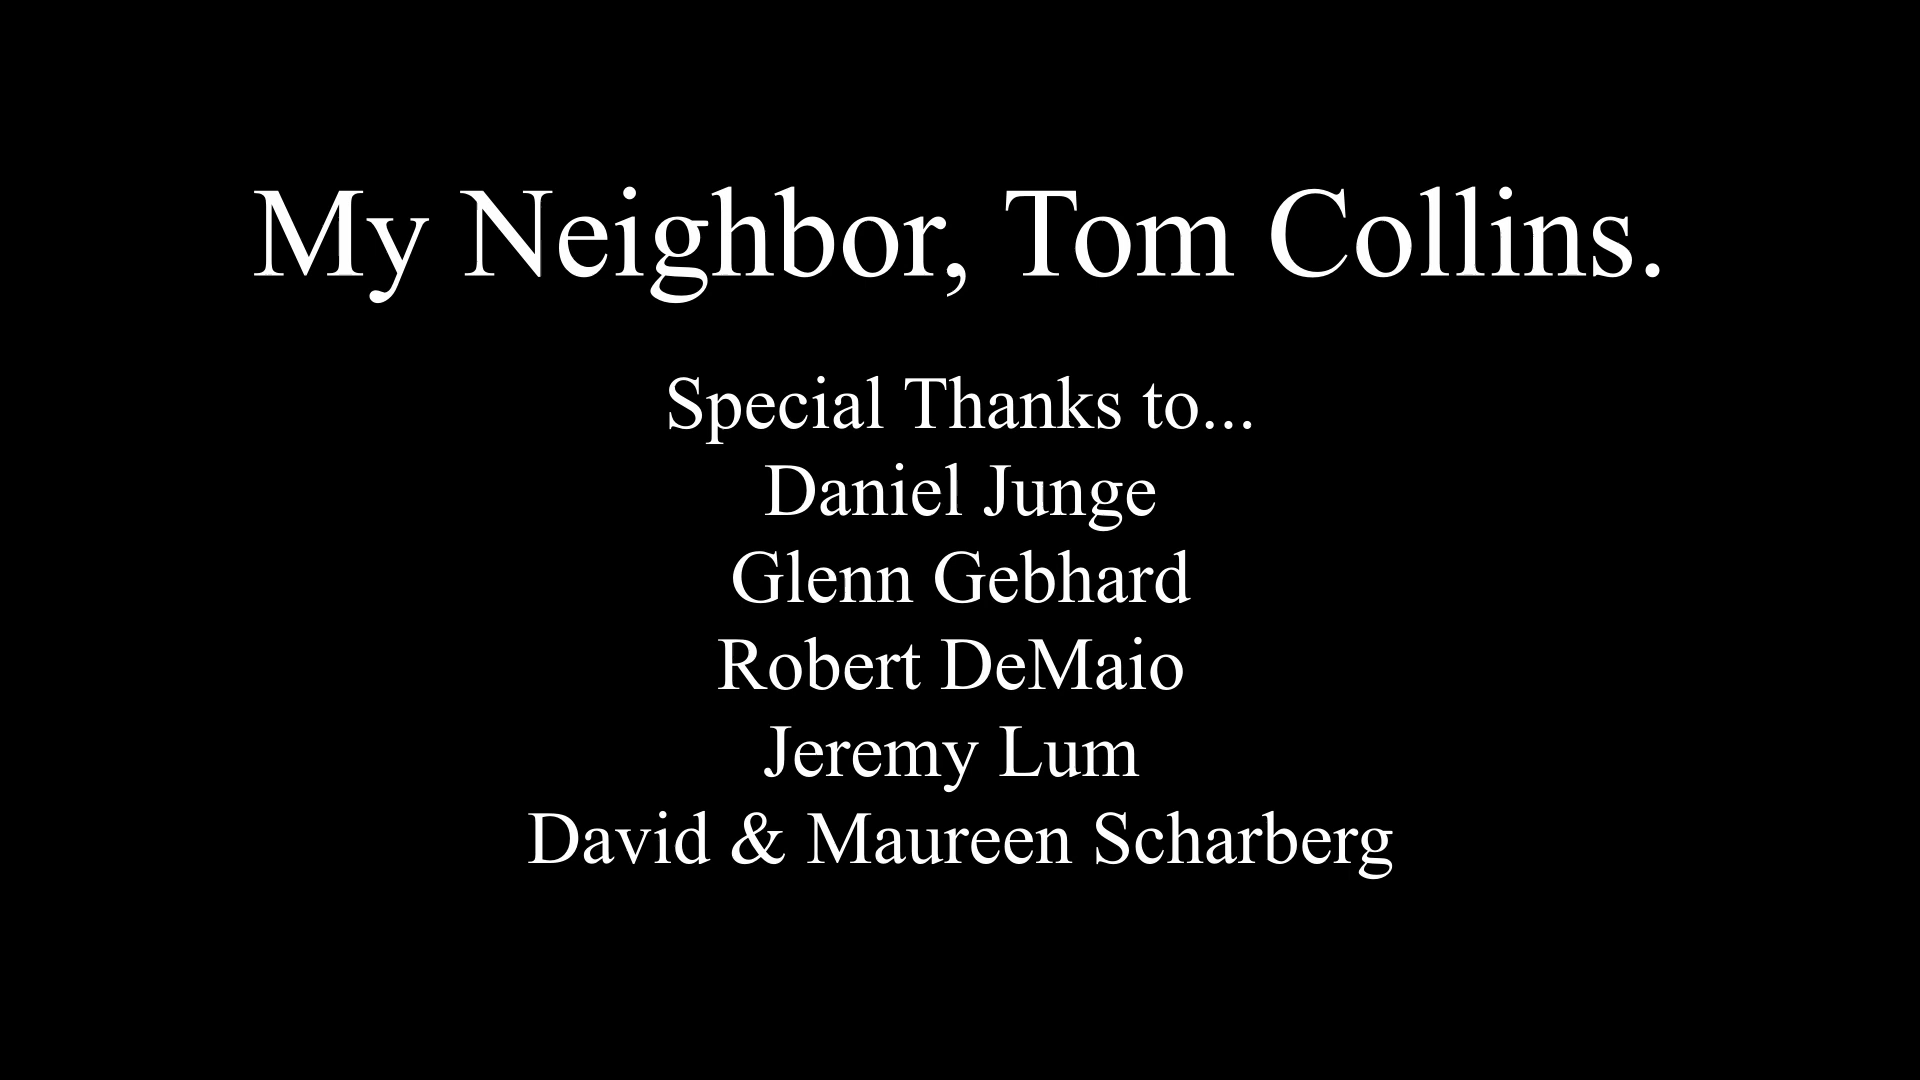 My Neighbor, Tom Collins.
Special Thanks to...
Daniel Junge
Glenn Gebhard
Robert DeMaio
Jeremy Lum
David & Maureen Scharberg